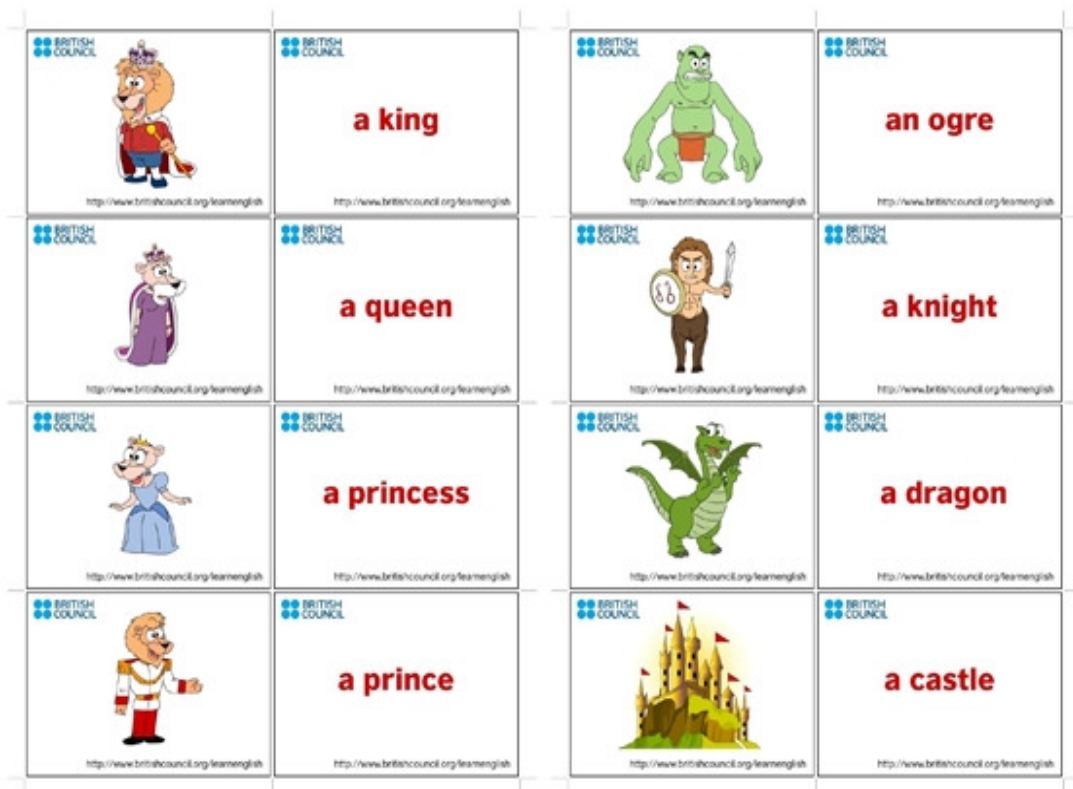 BRITISH
COUNCIL
http://www.britishcouncil.org/learnenglish
BRITISH
COUNCIL
a king
http://www.britishcouncil.org/learnenglish
BRITISH
COUNCIL
http://www.britishcouncil.org/learnenglish
BRITISH
COUNCIL
an ogre
http://www.britishcouncil.org/learnenglish
BRITISH
COUNCIL
http://www.britishcouncil.org/learnenglish
BRITISH
COUNCIL
a queen
http://www.britishcouncil.org/learnenglish
BRITISH
COUNCIL
http://www.britishcouncil.org/learnenglish
BRITISH
COUNCIL
a knight
http://www.britishcouncil.org/learnenglish
BRITISH
COUNCIL
http://www.britishcouncil.org/learnenglish
BRITISH
COUNCIL
a princess
http://www.britishcouncil.org/learnenglish
BRITISH
COUNCIL
http://www.britishcouncil.org/learnenglish
BRITISH
COUNCIL
a dragon
http://www.britishcouncil.org/learnenglish
BRITISH
COUNCIL
http://www.britishcouncil.org/learnenglish
BRITISH
COUNCIL
a prince
http://www.britishcouncil.org/learnenglish
BRITISH
COUNCIL
http://www.britishcouncil.org/learnenglish
BRITISH
COUNCIL
a castle
http://www.britishcouncil.org/learnenglish